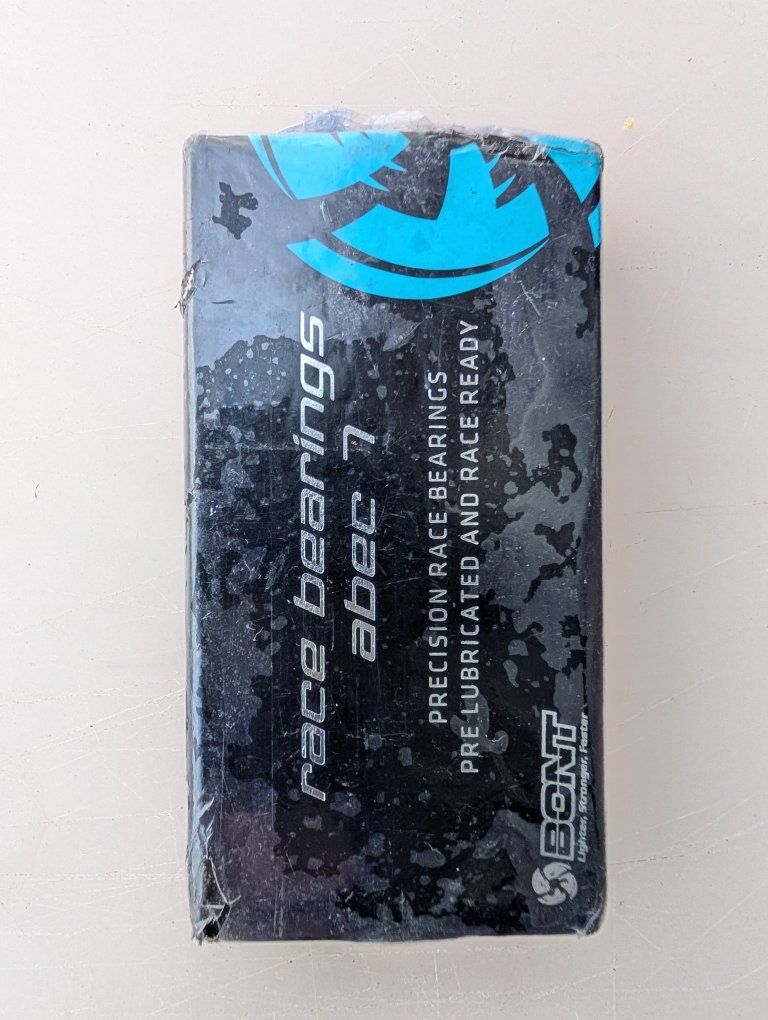 race bearings
abec 7
PRECISION RACE BEARINGS
PRE LUBRICATED AND RACE READY
BONT
Lighter, Stronger, Faster